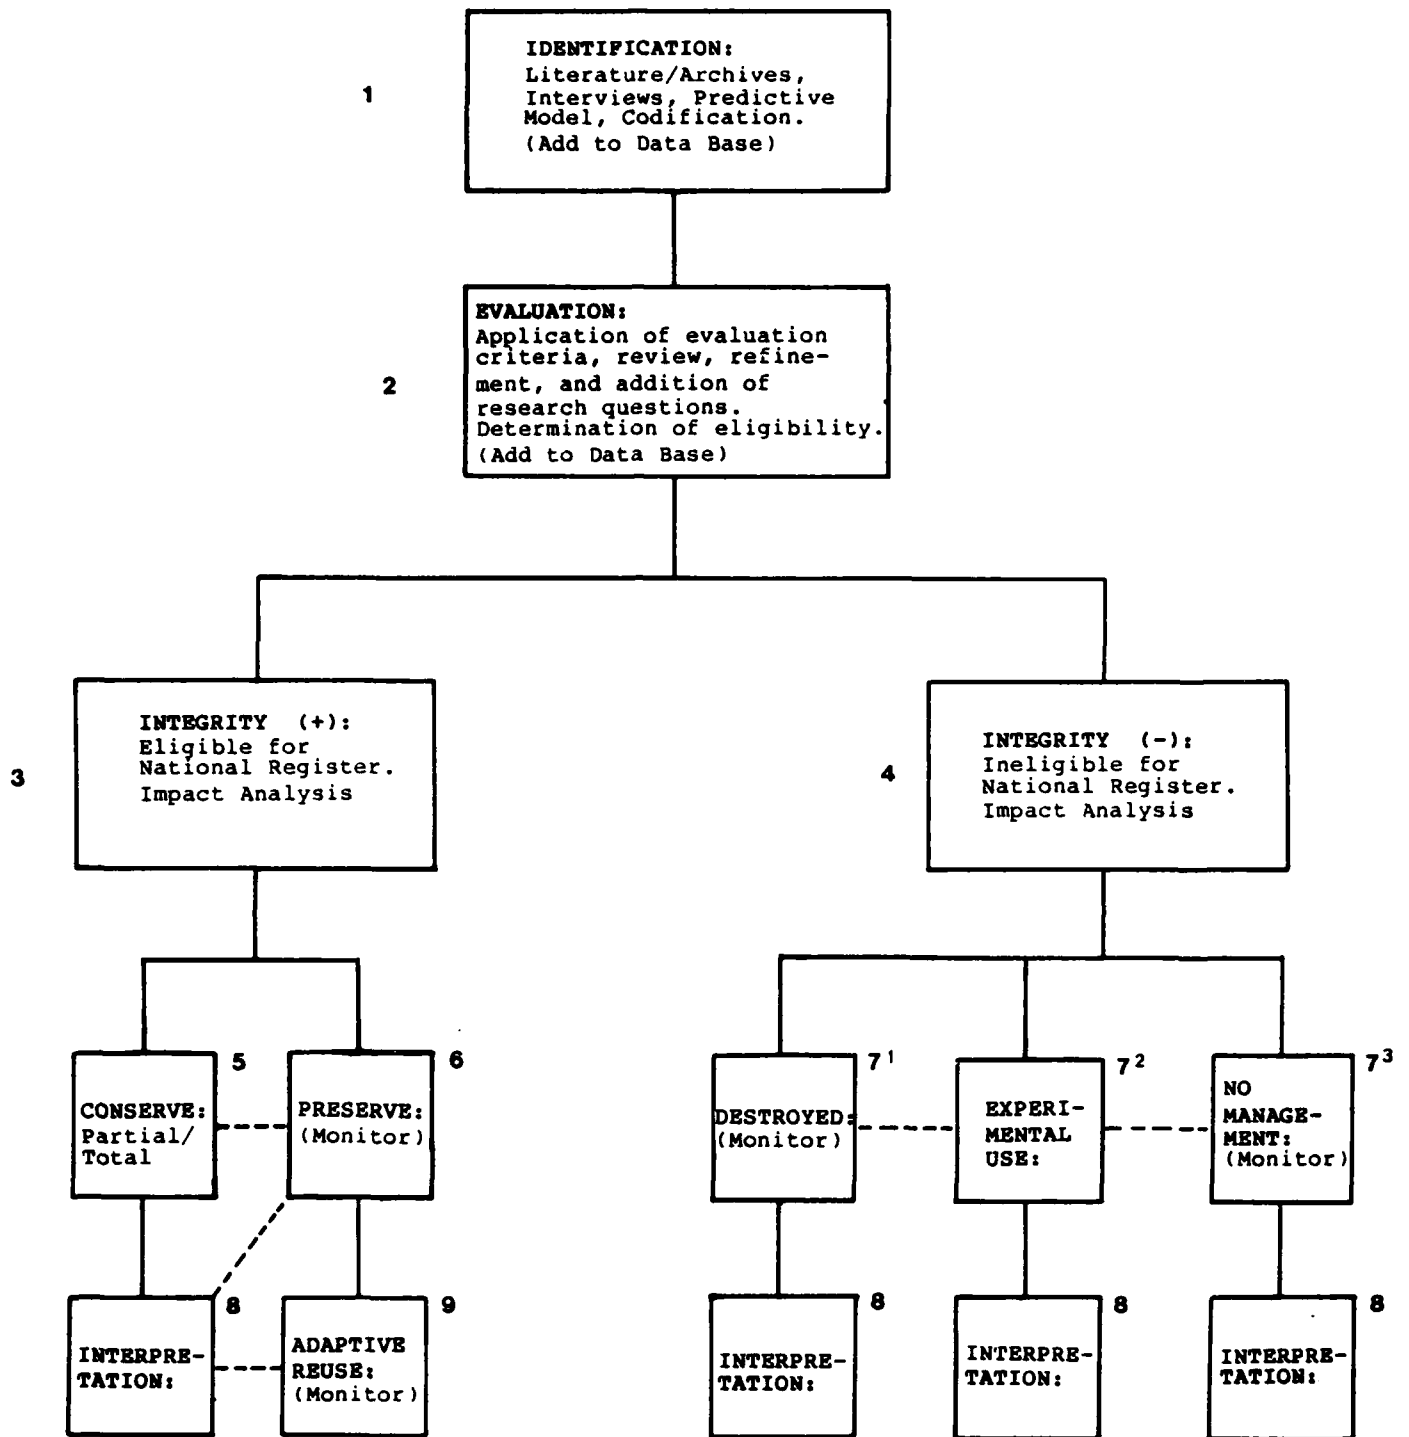 1
IDENTIFICATION:
Literature/Archives,
Interviews, Predictive
Model, Codification.
(Add to Data Base)
2
EVALUATION:
Application of evaluation
criteria, review, refine-
ment, and addition of
research questions.
Determination of eligibility.
(Add to Data Base)
3
INTEGRITY (+):
Eligible for
National Register.
Impact Analysis
4
INTEGRITY (-):
Ineligible for
National Register.
Impact Analysis
5
CONSERVE:
Partial/
Total
6
PRESERVE:
(Monitor)
7¹
DESTROYED:
(Monitor)
7²
EXPERI-
MENTAL
USE:
7³
NO
MANAGE-
MENT:
(Monitor)
8
INTERPRE-
TATION:
9
ADAPTIVE
REUSE:
(Monitor)
8
INTERPRE-
TATION:
8
INTERPRE-
TATION:
8
INTERPRE-
TATION: